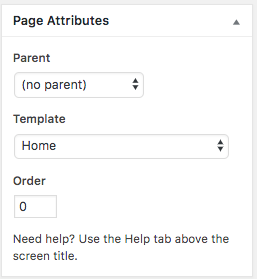 Page Attributes
Parent
(no parent)
Template
Home
Order
0
Need help? Use the Help tab above the
screen title.